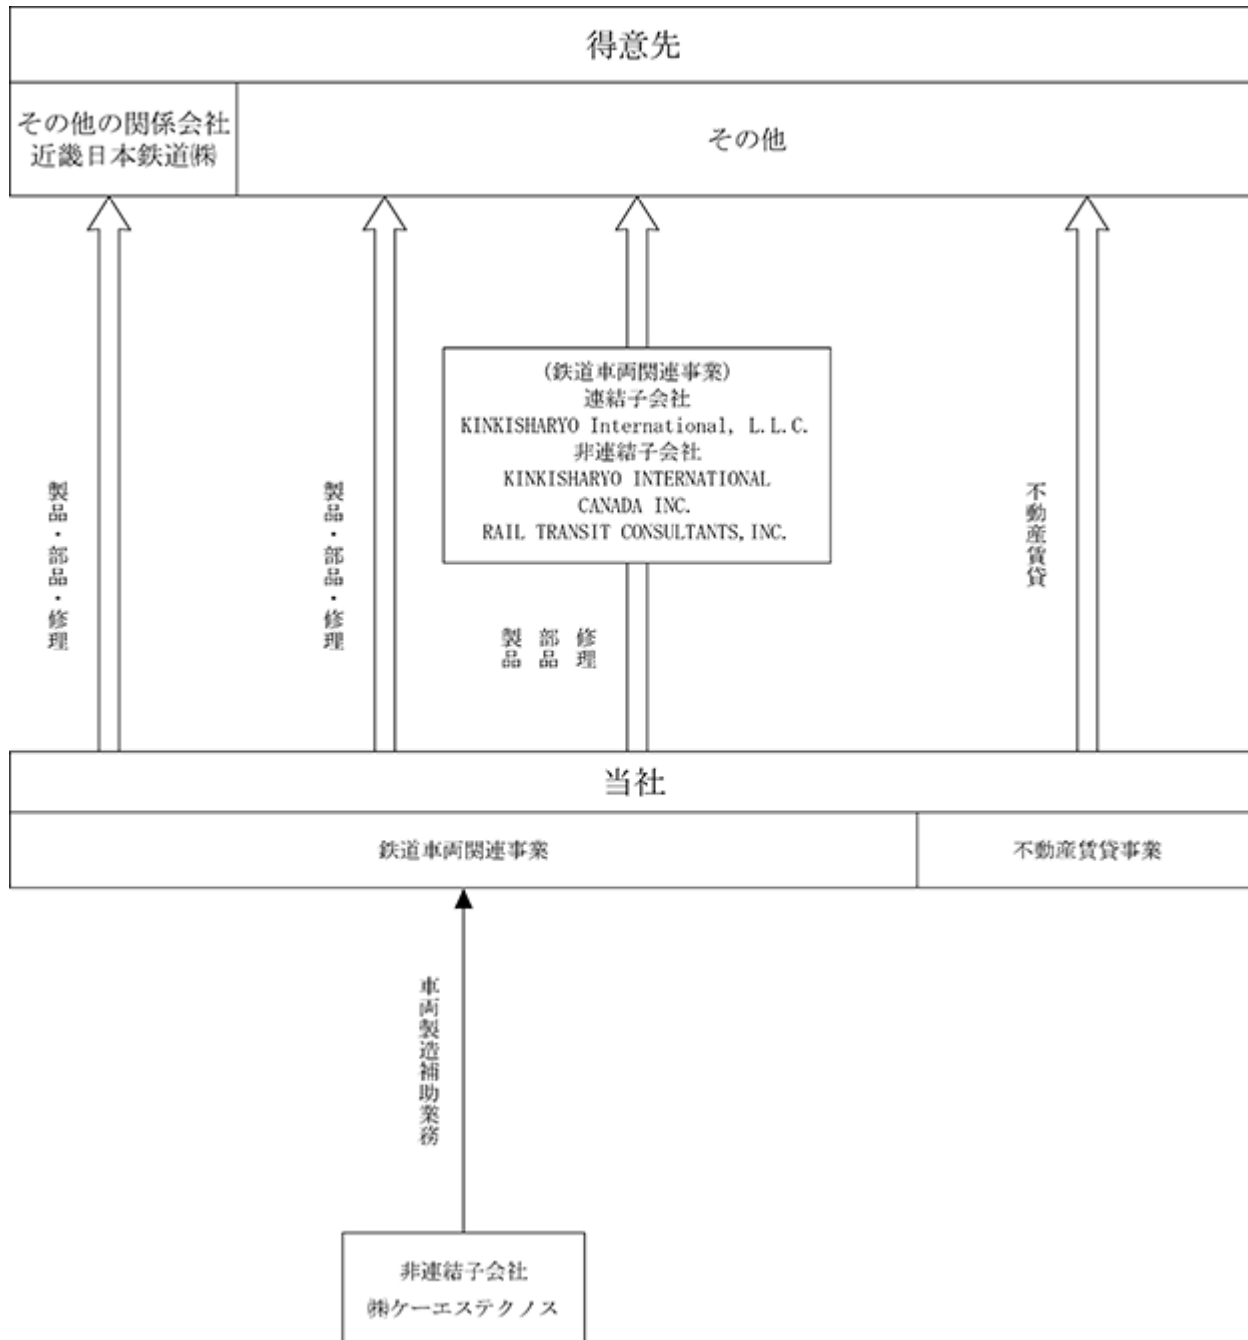 得意先
その他の関係会社
近畿日本鉄道㈱
その他
製品・部品・修理
製品・部品・修理
(鉄道車両関連事業)
連結子会社
KINKISHARYO International, L.L.C.
非連結子会社
KINKISHARYO INTERNATIONAL
CANADA INC.
RAIL TRANSIT CONSULTANTS,INC.
製品
部品
修理
不動産賃貸
当社
鉄道車両関連事業
不動産賃貸事業
車両製造補助業務
非連結子会社
㈱ケーエステクノス